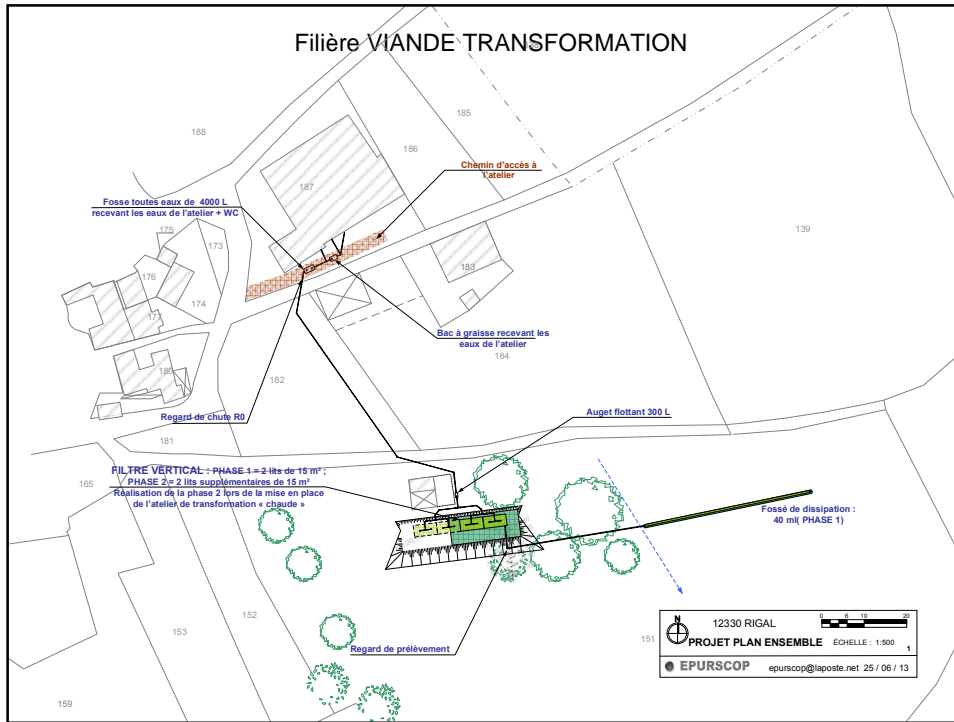 Filière VIANDE TRANSFORMATION
188
185
186
187
139
Chemin d'accès à
l'atelier
Fosse toutes eaux de 4000 L
recevant les eaux de l'atelier + WC
175
173
176
174
177
183
Bac à graisse recevant les
eaux de l'atelier
184
180
182
Regard de chute R0
Auget flottant 300 L
181
165
FILTRE VERTICAL : PHASE 1 = 2 lits de 15 m² ;
PHASE 2 = 2 lits supplémentaires de 15 m²
Réalisation de la phase 2 lors de la mise en place
de l'atelier de transformation « chaude »
Fossé de dissipation :
40 ml( PHASE 1)
152
153
151
159
Regard de prélèvement
N
12330 RIGAL
0 5 10 20
PROJET PLAN ENSEMBLE ÉCHELLE : 1:500 1
EPURSCOP epurscop@laposte.net 25 / 06 / 13